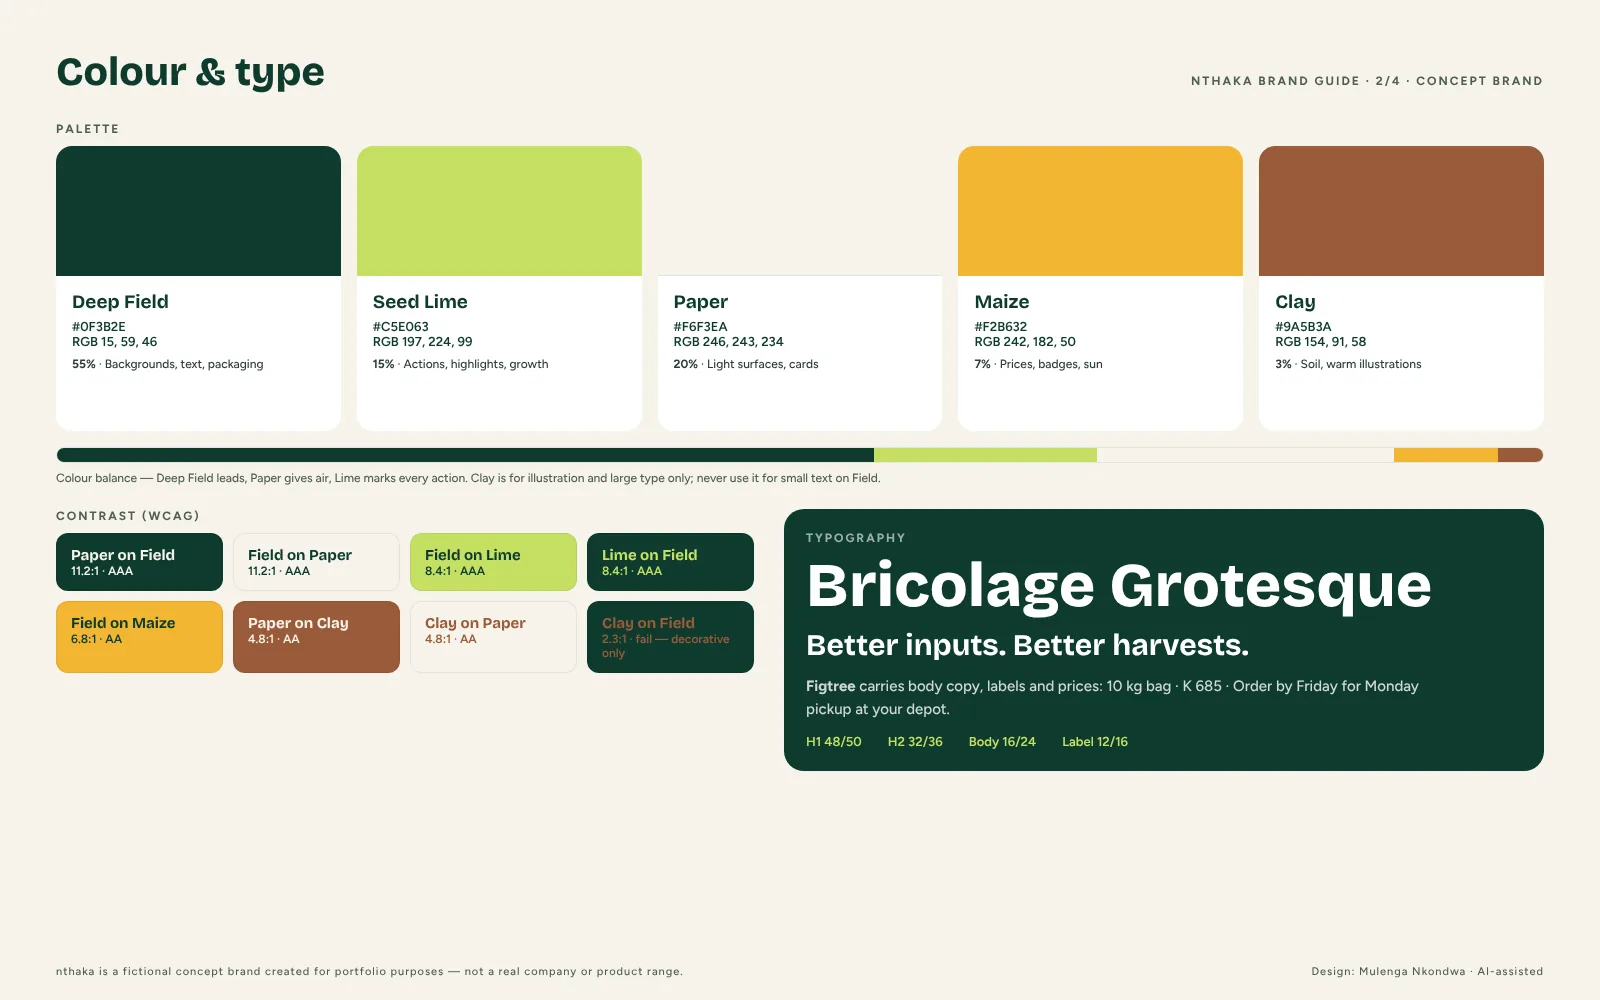 Colour & type
NTHAKA BRAND GUIDE · 2/4 · CONCEPT BRAND
PALETTE
Deep Field
#0F3B2E
RGB 15, 59, 46
55% · Backgrounds, text, packaging
Seed Lime
#C5E063
RGB 197, 224, 99
15% · Actions, highlights, growth
Paper
#F6F3EA
RGB 246, 243, 234
20% · Light surfaces, cards
Maize
#F2B632
RGB 242, 182, 50
7% · Prices, badges, sun
Clay
#9A5B3A
RGB 154, 91, 58
3% · Soil, warm illustrations
Colour balance — Deep Field leads, Paper gives air, Lime marks every action. Clay is for illustration and large type only; never use it for small text on Field.
CONTRAST (WCAG)
Paper on Field
11.2:1 · AAA
Field on Paper
11.2:1 · AAA
Field on Lime
8.4:1 · AAA
Lime on Field
8.4:1 · AAA
Field on Maize
6.8:1 · AA
Paper on Clay
4.8:1 · AA
Clay on Paper
4.8:1 · AA
Clay on Field
2.3:1 · fail — decorative
only
TYPOGRAPHY
Bricolage Grotesque
Better inputs. Better harvests.
Figtree carries body copy, labels and prices: 10 kg bag · K 685 · Order by Friday for Monday
pickup at your depot.
H1 48/50 H2 32/36 Body 16/24 Label 12/16
nthaka is a fictional concept brand created for portfolio purposes — not a real company or product range.
Design: Mulenga Nkondwa · AI-assisted